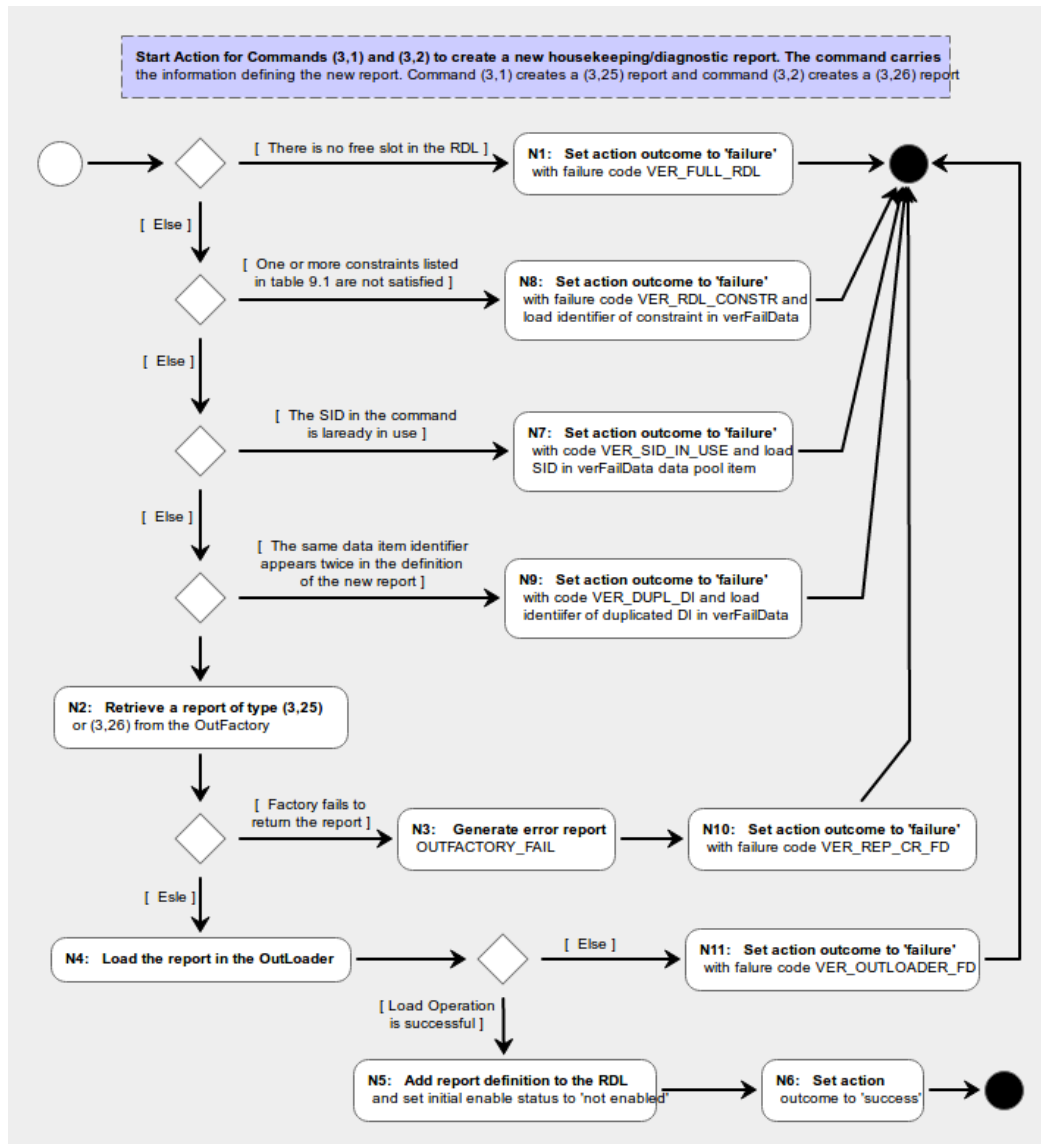 Start Action for Commands (3,1) and (3,2) to create a new housekeeping/diagnostic report. The command carries
the information defining the new report. Command (3,1) creates a (3,25) report and command (3,2) creates a (3,26) report
[ There is no free slot in the RDL ]
N1: Set action outcome to 'failure'
with failure code VER_FULL_RDL
[ Else ]
[ One or more constraints listed
in table 9.1 are not satisfied ]
N8: Set action outcome to 'failure'
with failure code VER_RDL_CONSTR and
load identifier of constraint in verFailData
[ Else ]
[ The SID in the command
is laready in use ]
N7: Set action outcome to 'failure'
with code VER_SID_IN_USE and load
SID in verFailData data pool item
[ Else ]
[ The same data item identifier
appears twice in the definition
of the new report ]
N9: Set action outcome to 'failure'
with code VER_DUPL_DI and load
identiifer of duplicated DI in verFailData
N2: Retrieve a report of type (3,25)
or (3,26) from the OutFactory
[ Factory fails to
return the report ]
N3: Generate error report
OUTFACTORY_FAIL
N10: Set action outcome to 'failure'
with failure code VER_REP_CR_FD
[ Esle ]
N4: Load the report in the OutLoader
[ Else ]
N11: Set action outcome to 'failure'
with falure code VER_OUTLOADER_FD
[ Load Operation
is successful ]
N5: Add report definition to the RDL
and set initial enable status to 'not enabled'
N6: Set action
outcome to 'success'